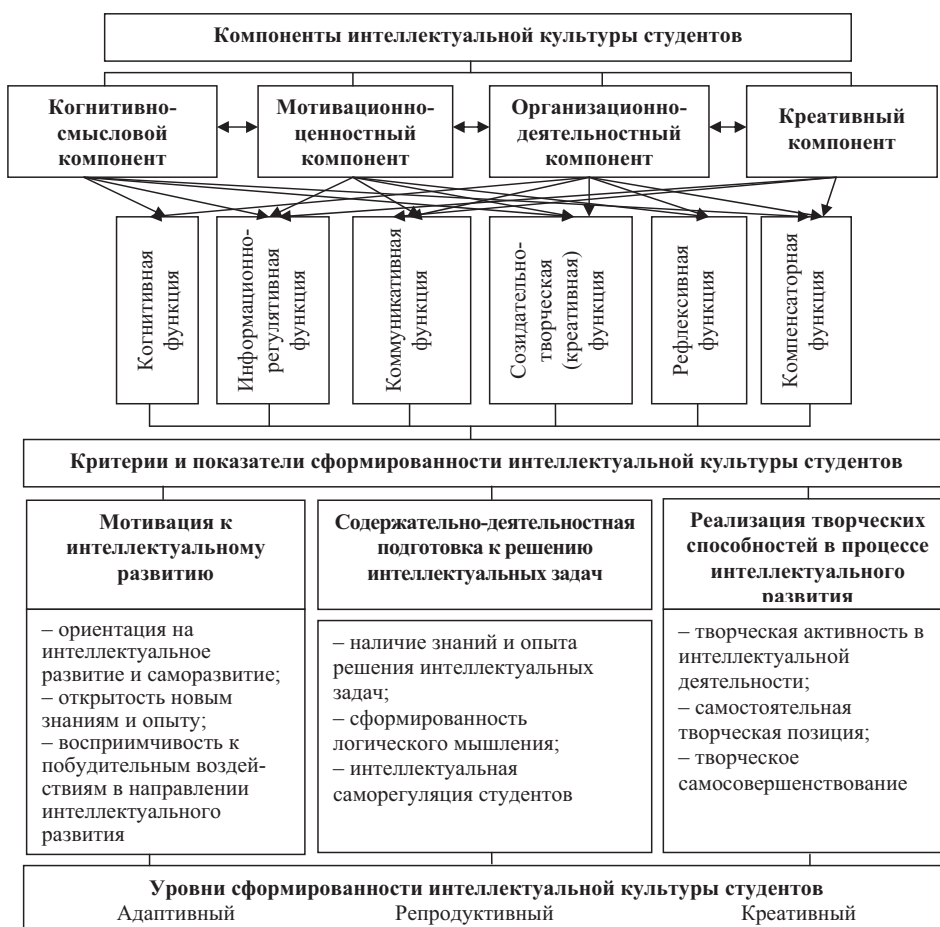 Компоненты интеллектуальной культуры студентов
Когнитивно-
смысловой
компонент
Мотивационно-
ценностный
компонент
Организационно-
деятельностный
компонент
Креативный
компонент
Когнитивная
функция
Информационно-
регулятивная
функция
Коммуникативная
функция
Созидательно-
творческая
(креативная)
функция
Рефлексивная
функция
Компенсаторная
функция
Критерии и показатели сформированности интеллектуальной культуры студентов
Мотивация к
интеллектуальному
развитию
Содержательно-деятельностная
подготовка к решению
интеллектуальных задач
Реализация творческих
способностей в процессе
интеллектуального
развития
– ориентация на
интеллектуальное
развитие и саморазвитие;
– открытость новым
знаниям и опыту;
– восприимчивость к
побудительным воздей-
ствиям в направлении
интеллектуального
развития
– наличие знаний и опыта
решения интеллектуальных
задач;
– сформированность
логического мышления;
– интеллектуальная
саморегуляция студентов
– творческая активность в
интеллектуальной
деятельности;
– самостоятельная
творческая позиция;
– творческое
самосовершенствование
Уровни сформированности интеллектуальной культуры студентов
Адаптивный Репродуктивный Креативный